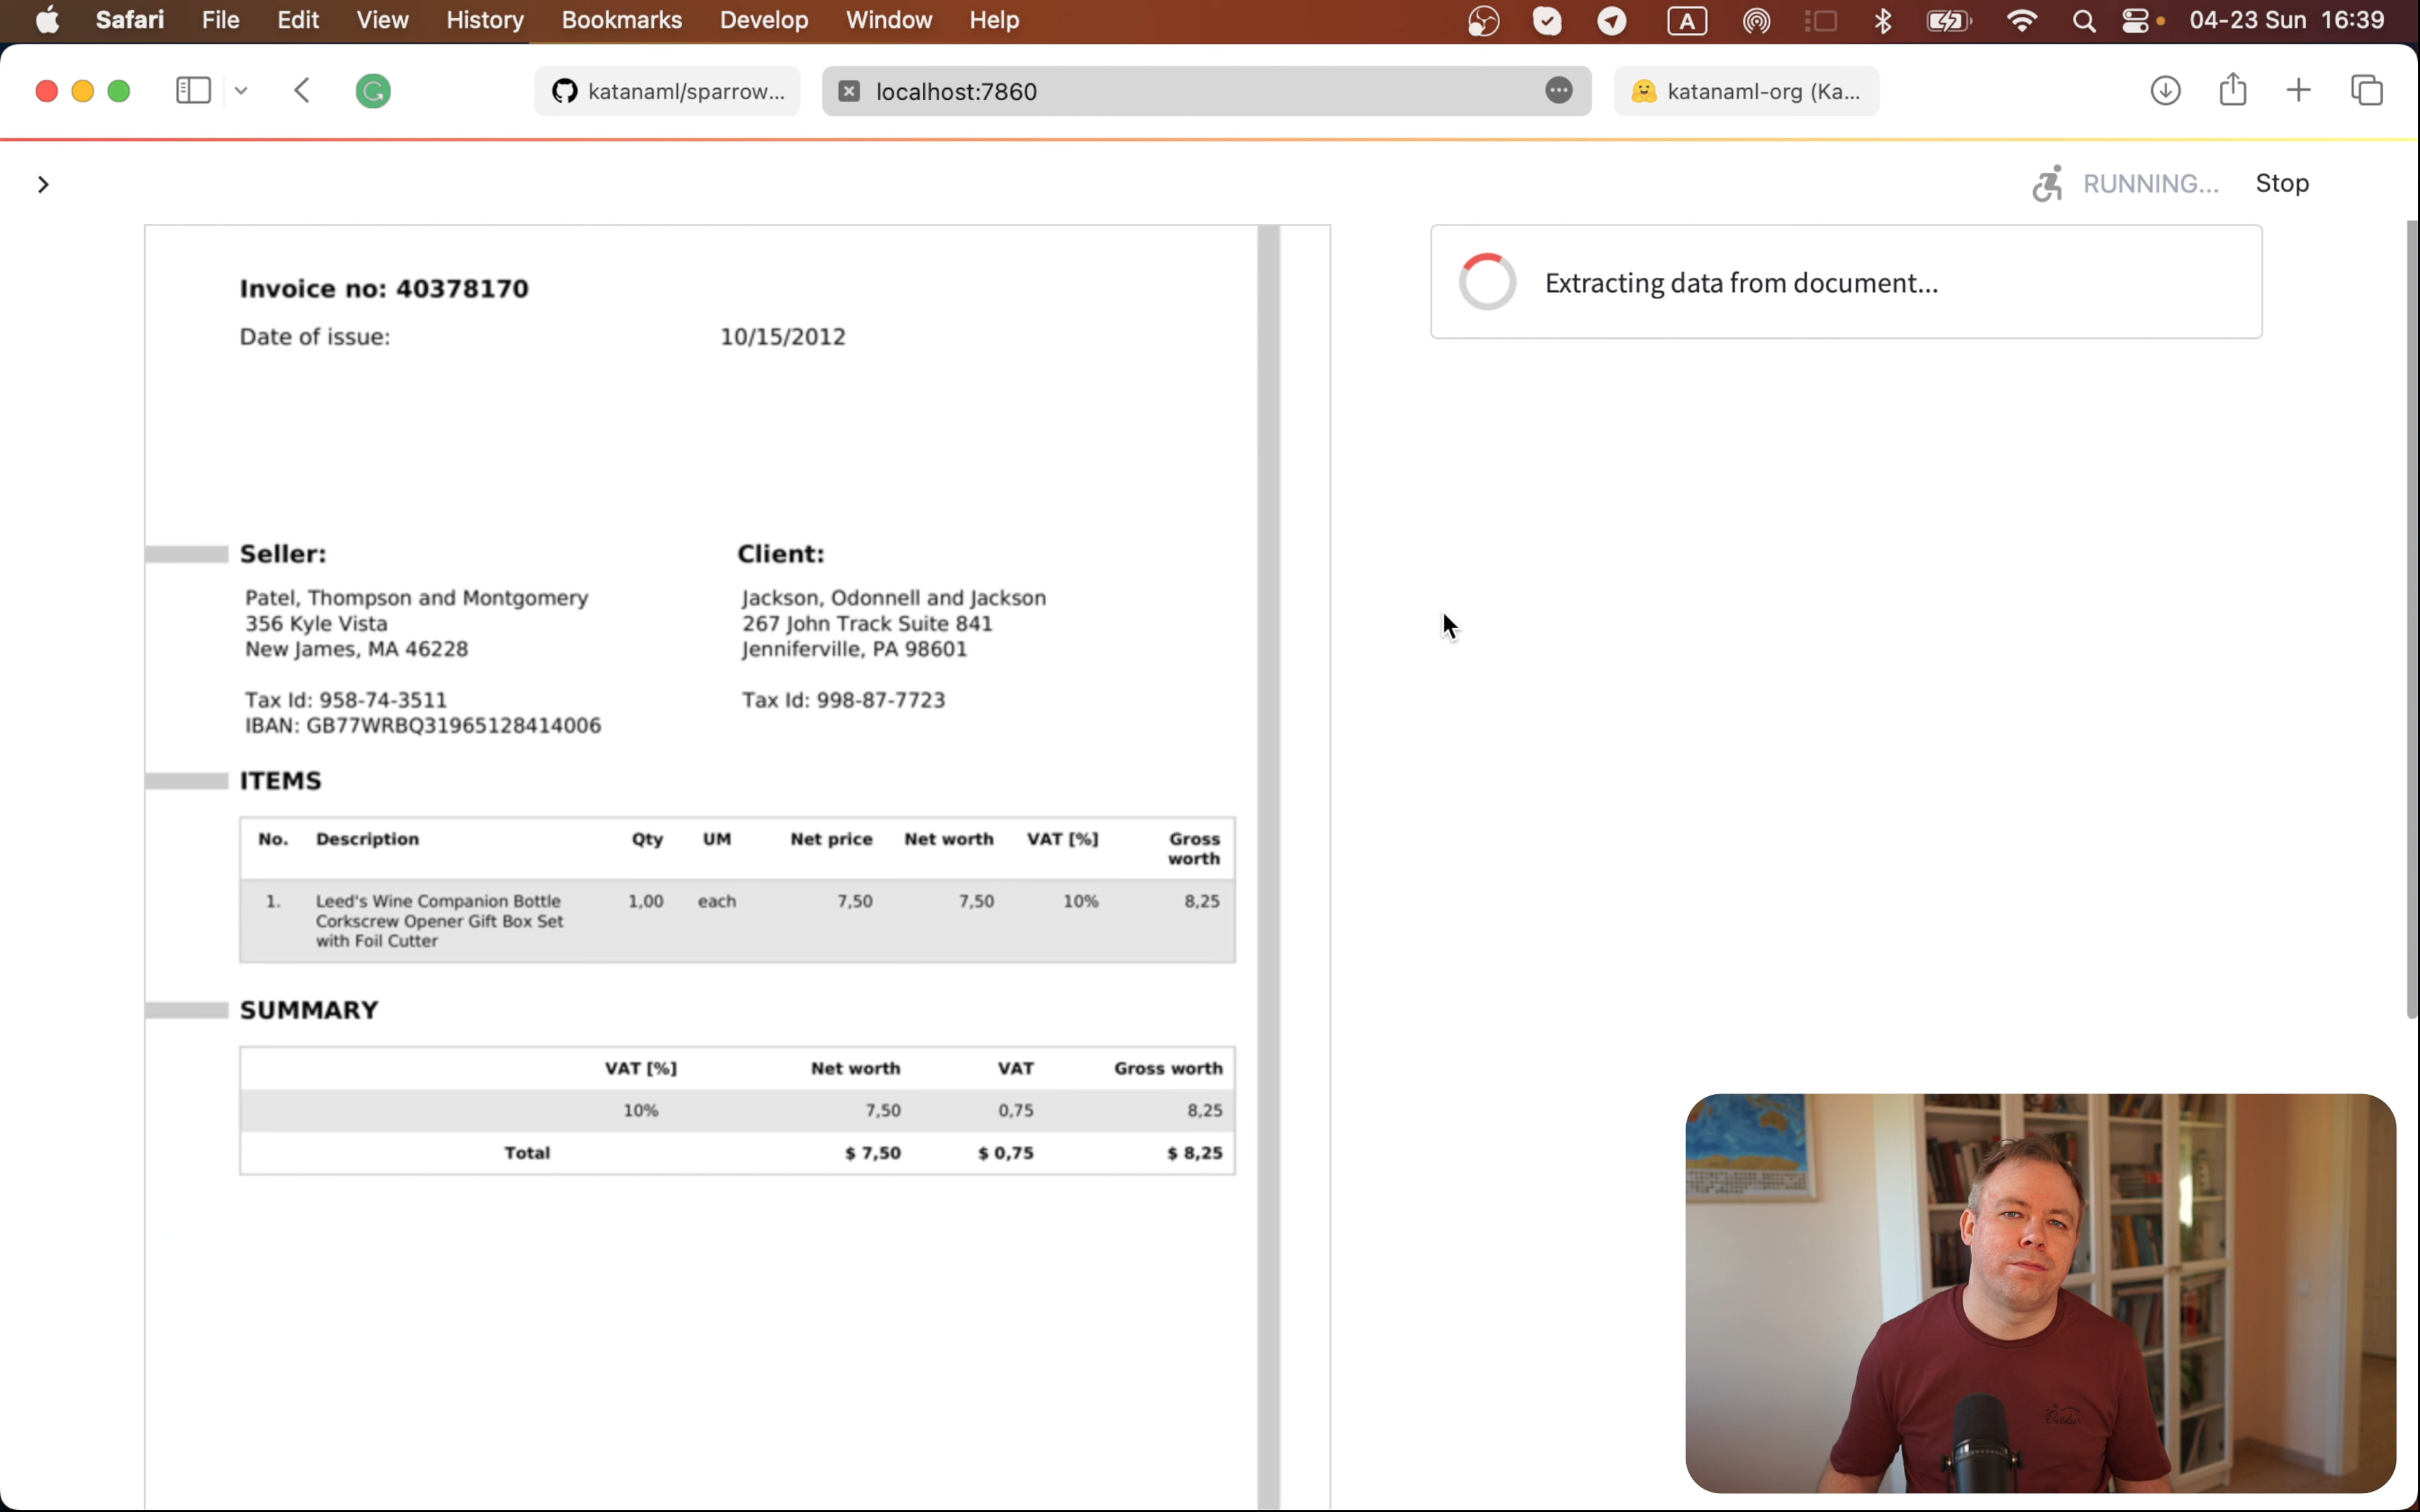 Safari File Edit View History Bookmarks Develop Window Help A 04-23 Sun 16:39
katanaml/sparrow... localhost:7860 katanaml-org (Ka...
RUNNING... Stop
Invoice no: 40378170
Extracting data from document...
Date of issue: 10/15/2012
Seller: Client:
Patel, Thompson and Montgomery Jackson, Odonnell and Jackson
356 Kyle Vista 267 John Track Suite 841
New James, MA 46228 Jenniferville, PA 98601
Tax Id: 958-74-3511 Tax Id: 998-87-7723
IBAN: GB77WRBQ31965128414006
ITEMS
No. Description Qty UM Net price Net worth VAT [%] Gross
worth
1. Leed's Wine Companion Bottle 1,00 each 7,50 7,50 10% 8,25
Corkscrew Opener Gift Box Set
with Foil Cutter
SUMMARY
VAT [%] Net worth VAT Gross worth
10% 7,50 0,75 8,25
Total $ 7,50 $ 0,75 $ 8,25